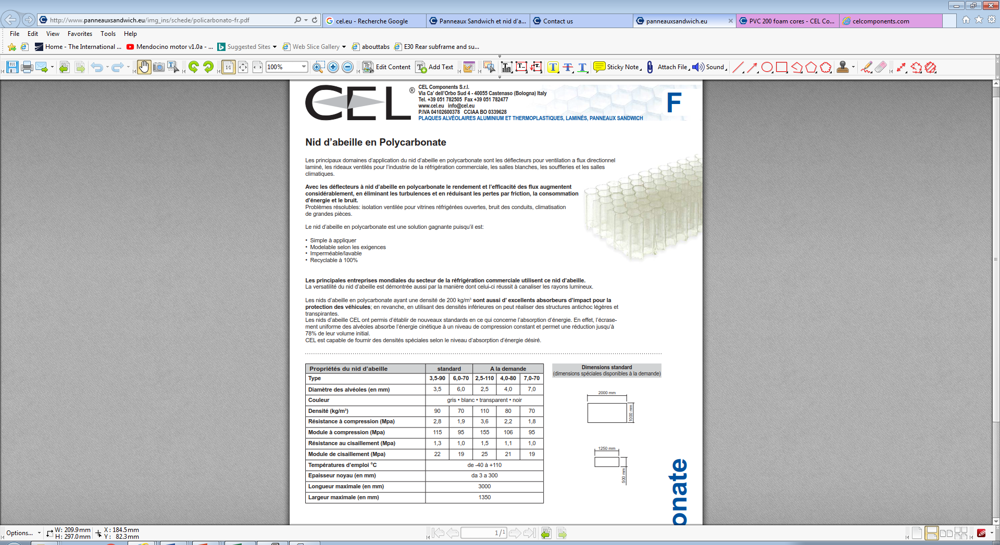 http://www.panneauxsandwich.eu/img_ins/schede/policarbonato-fr.pdf
cel.eu - Recherche Google
Panneaux Sandwich et nid d'a...
Contact us
panneauxsandwich.eu
PVC 200 foam cores - CEL Co...
celcomponents.com
File Edit View Favorites Tools Help
Home - The International ...
Mendocino motor v1.0a - ...
Suggested Sites
Web Slice Gallery
abouttabs
E30 Rear subframe and su...
100%
Edit Content
Add Text
Sticky Note
Attach File
Sound
CEL®
CEL Components S.r.l.
Via Ca' dell'Orbo Sud 4 - 40055 Castenaso (Bologna) Italy
Tel. +39 051 782505 Fax +39 051 782477
www.cel.eu info@cel.eu
P.IVA 04102600378 CCIAA BO 0339628
PLAQUES ALVÉOLAIRES ALUMINIUM ET THERMOPLASTIQUES, LAMINÉS, PANNEAUX SANDWICH
F
Nid d'abeille en Polycarbonate
Les principaux domaines d'application du nid d'abeille en polycarbonate sont les déflecteurs pour ventilation a flux directionnel
laminé, les rideaux ventilés pour l'industrie de la réfrigération commerciale, les salles blanches, les souffleries et les salles
climatiques.
Avec les déflecteurs à nid d'abeille en polycarbonate le rendement et l'efficacité des flux augmentent
considérablement, en éliminant les turbulences et en réduisant les pertes par friction, la consommation
d'énergie et le bruit.
Problèmes résolubles: isolation ventilée pour vitrines réfrigérées ouvertes, bruit des conduits, climatisation
de grandes pièces.
Le nid d'abeille en polycarbonate est une solution gagnante puisqu'il est:
• Simple à appliquer
• Modelable selon les exigences
• Imperméable/lavable
• Recyclable à 100%
Les principales entreprises mondiales du secteur de la réfrigération commerciale utilisent ce nid d'abeille.
La versatilité du nid d'abeille est démontrée aussi par la manière dont celui-ci réussit à canaliser les rayons lumineux.
Les nids d'abeille en polycarbonate ayant une densité de 200 kg/m³ sont aussi d' excellents absorbeurs d'impact pour la
protection des véhicules; en revanche, en utilisant des densités inférieures on peut réaliser des structures antichoc légères et
transpirantes.
Les nids d'abeille CEL ont permis d'établir de nouveaux standards en ce qui concerne l'absorption d'énergie. En effet, l'écrase-
ment uniforme des alvéoles absorbe l'énergie cinétique à un niveau de compression constant et permet une réduction jusqu'à
78% de leur volume initial.
CEL est capable de fournir des densités spéciales selon le niveau d'absorption d'énergie désiré.
Propriétés du nid d'abeille standard A la demande
Type 3,5-90 6,0-70 2,5-110 4,0-80 7,0-70
Diamètre des alvéoles (en mm) 3,5 6,0 2,5 4,0 7,0
Couleur gris • blanc • transparent • noir
Densité (kg/m³) 90 70 110 80 70
Résistance à compression (Mpa) 2,8 1,9 3,6 2,2 1,8
Module à compression (Mpa) 115 95 155 106 95
Résistance au cisaillement (Mpa) 1,3 1,0 1,5 1,1 1,0
Module de cisaillement (Mpa) 22 19 25 21 19
Températures d'emploi °C de -40 à +110
Epaisseur noyau (en mm) da 3 a 300
Longueur maximale (en mm) 3000
Largeur maximale (en mm) 1350
Dimensions standard
(dimensions spéciales disponibles à la demande)
2000 mm
1000 mm
1250 mm
500 mm
onate
Options...
W: 209.9 mm
H: 297.0 mm
X: 184.5 mm
Y: 82.3 mm
1/1